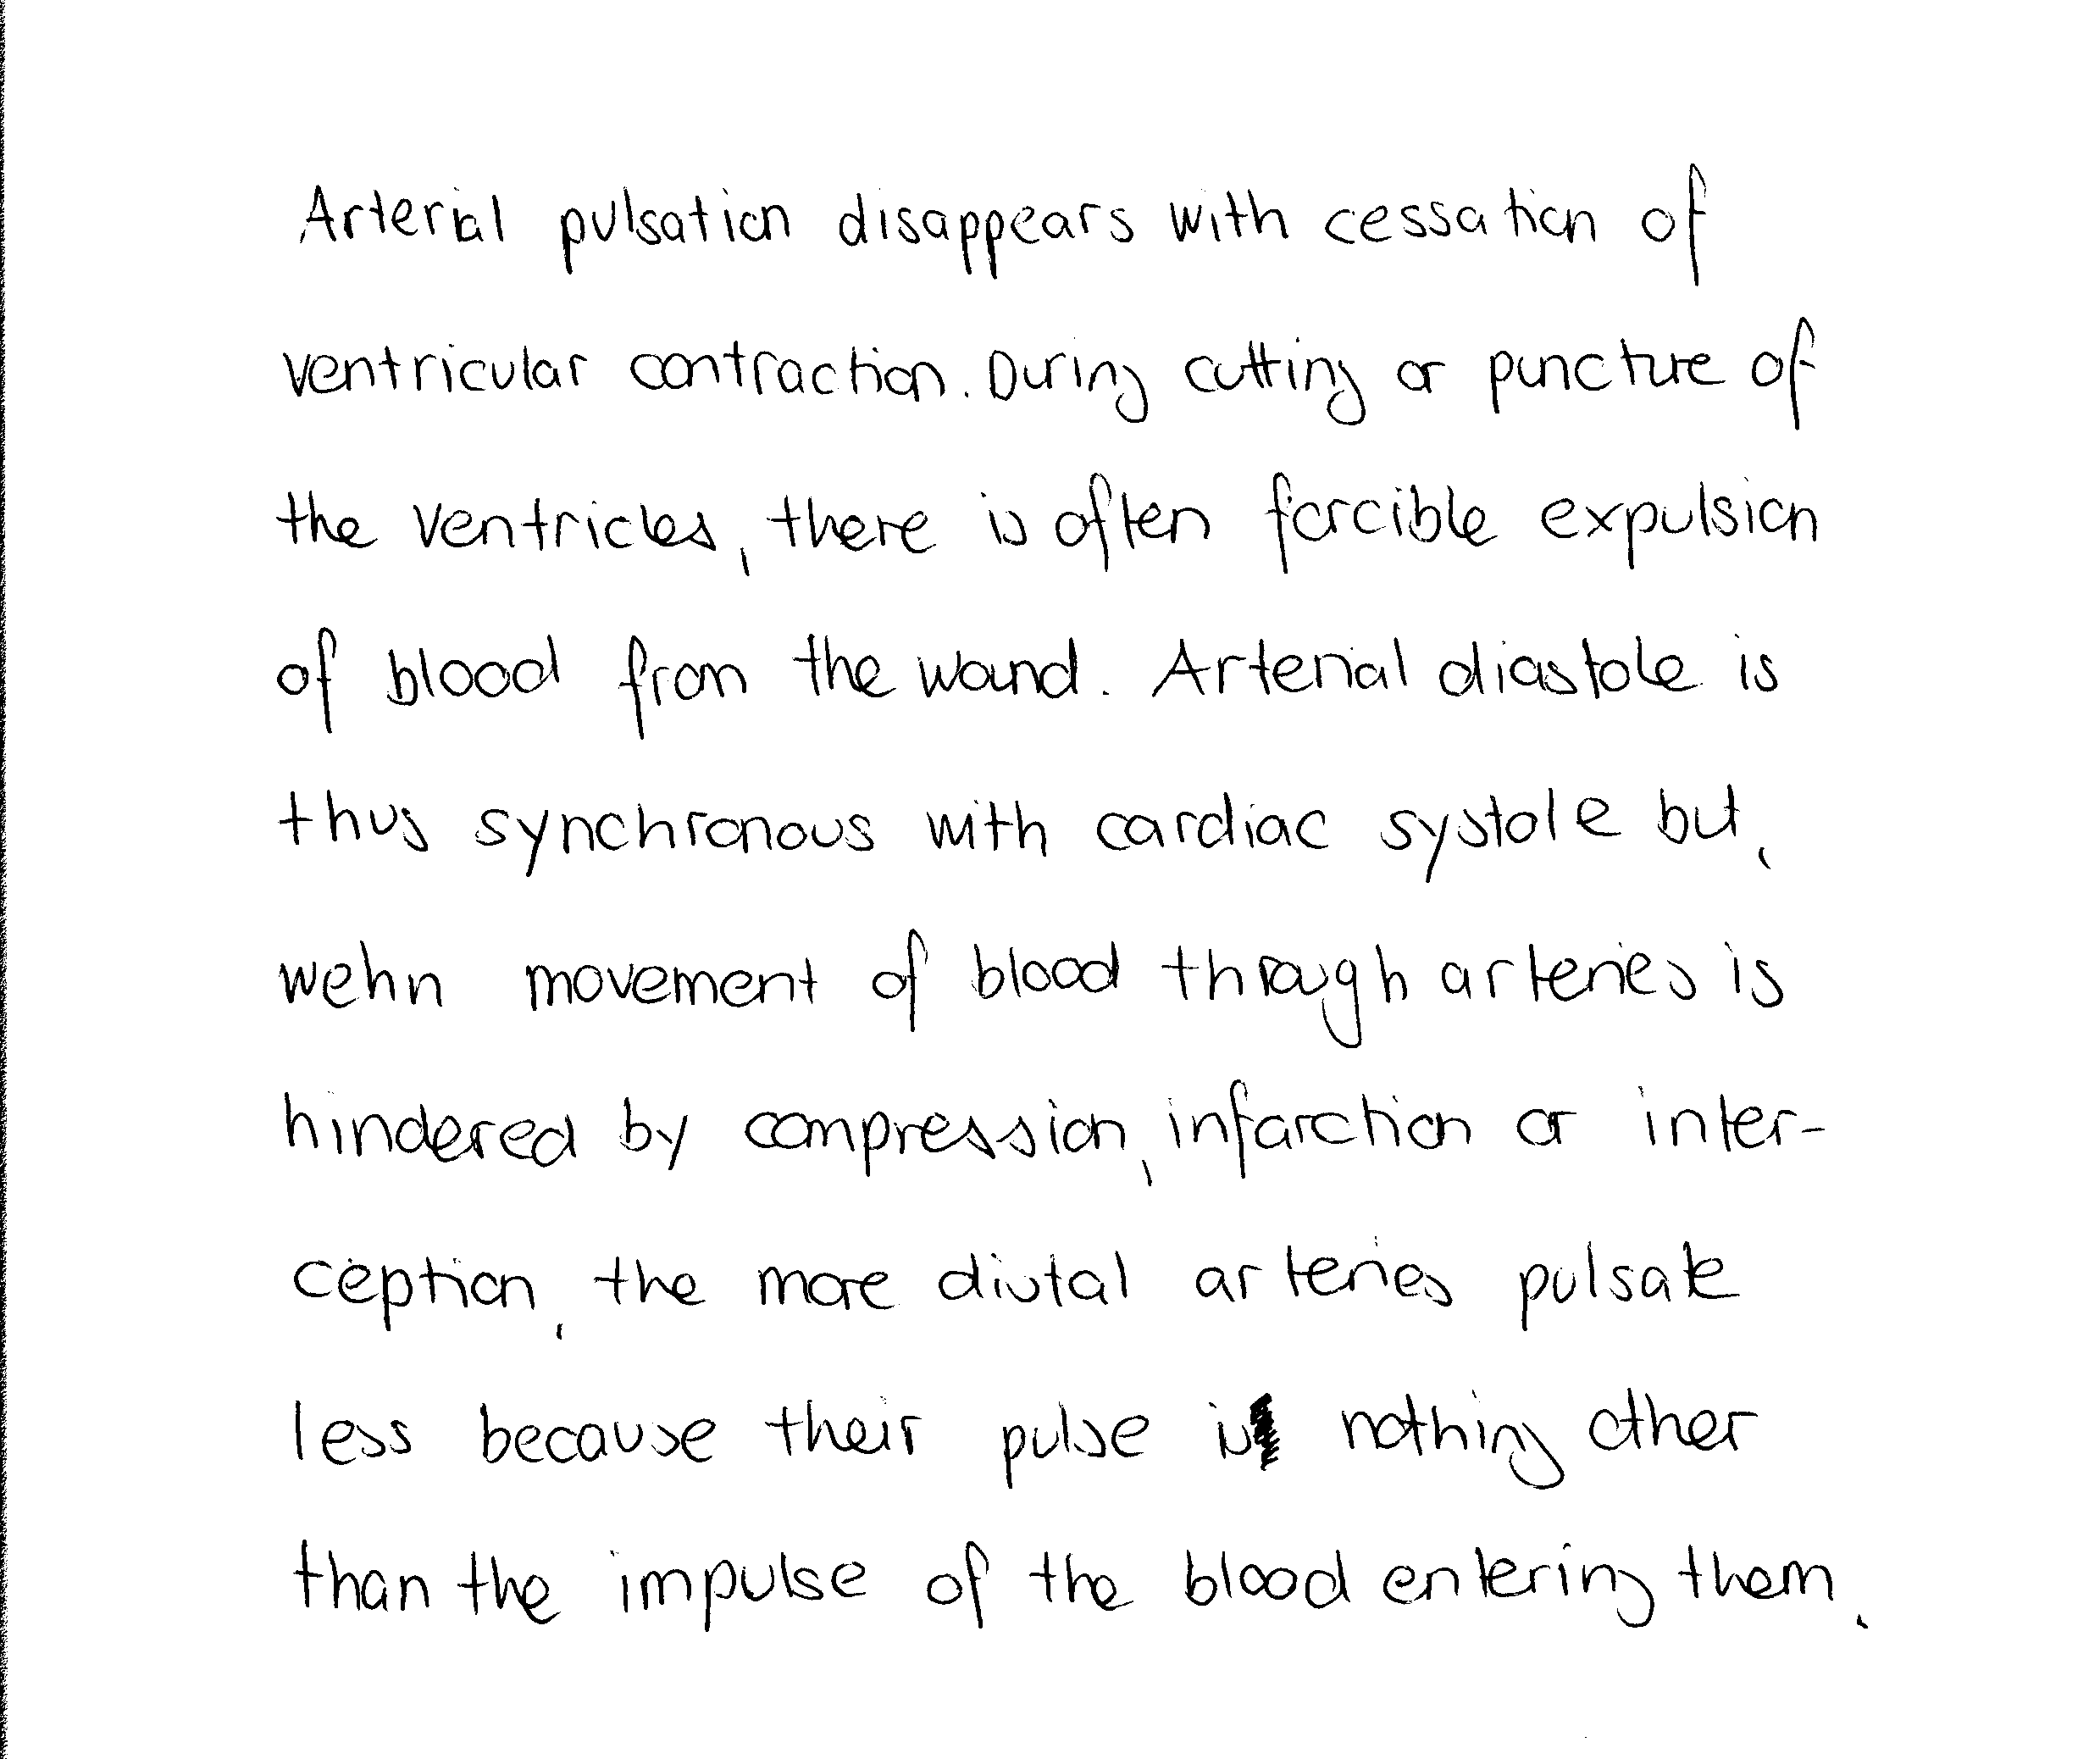 Arterial pulsation disappears with cessation of
ventricular contraction. During cutting or puncture of
the ventricles, there is often forcible expulsion
of blood from the wound. Arterial diastole is
thus synchronous with cardiac systole but,
wehn movement of blood through arteries is
hindered by compression, infarction or inter-
ception, the more distal arteries pulsate
less because their pulse is nothing other
than the impulse of the blood entering them.